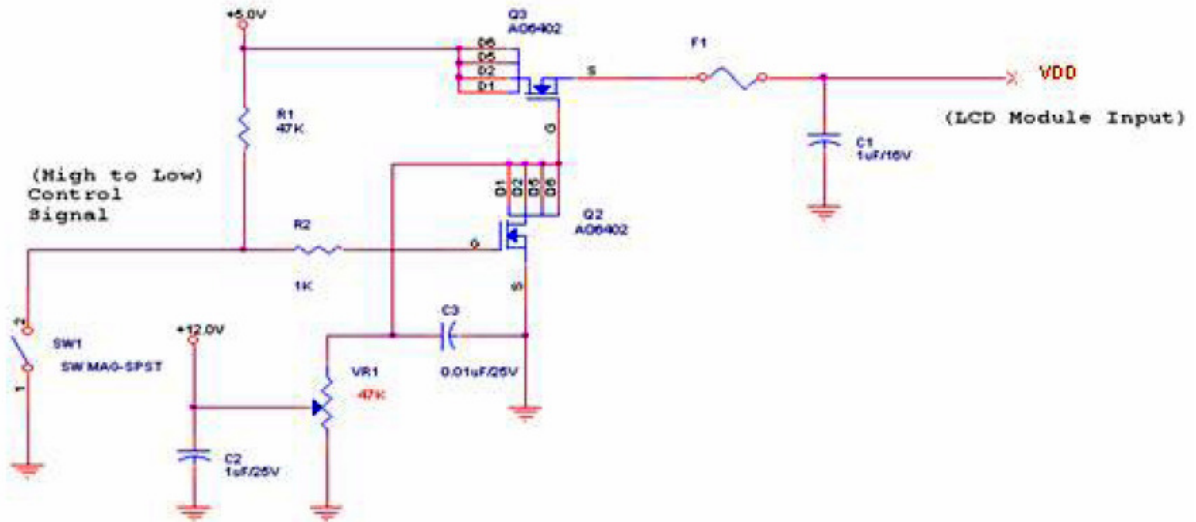 +5.0V
Q3
AO6402
D6
D5
D2
D1
S
G
F1
VDD
(LCD Module Input)
C1
1uF/16V
R1
47K
(High to Low)
Control
Signal
D1
D2
D5
D6
Q2
AO6402
R2
1K
G
S
+12.0V
2
SW1
SW MAG-SPST
1
C3
0.01uF/25V
VR1
47K
C2
1uF/25V